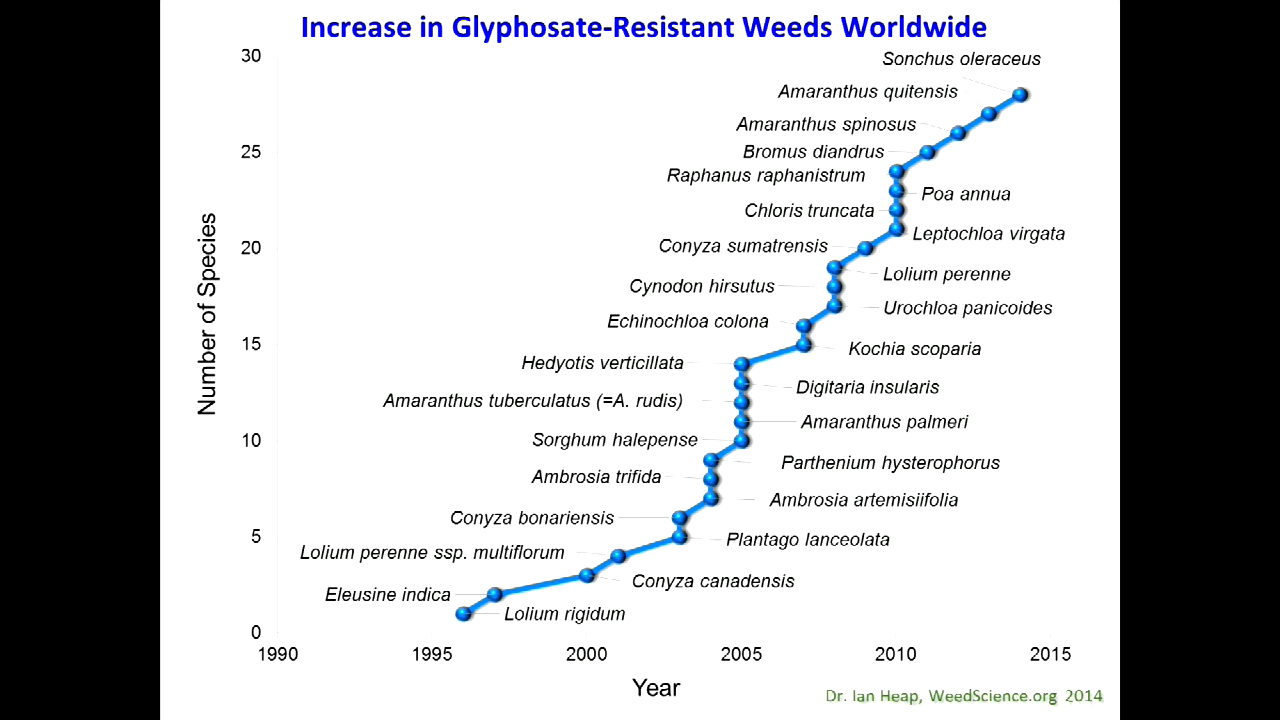 Increase in Glyphosate-Resistant Weeds Worldwide
30
Sonchus oleraceus
Amaranthus quitensis
Amaranthus spinosus
25
Bromus diandrus
Raphanus raphanistrum
Poa annua
Chloris truncata
Leptochloa virgata
20
Conyza sumatrensis
Lolium perenne
Cynodon hirsutus
Urochloa panicoides
Echinochloa colona
15
Kochia scoparia
Hedyotis verticillata
Digitaria insularis
Amaranthus tuberculatus (=A. rudis)
Amaranthus palmeri
10
Sorghum halepense
Parthenium hysterophorus
Ambrosia trifida
Ambrosia artemisiifolia
Conyza bonariensis
5
Plantago lanceolata
Lolium perenne ssp. multiflorum
Conyza canadensis
Eleusine indica
Lolium rigidum
0
Number of Species
1990 1995 2000 2005 2010 2015
Year
Dr. Ian Heap, WeedScience.org 2014